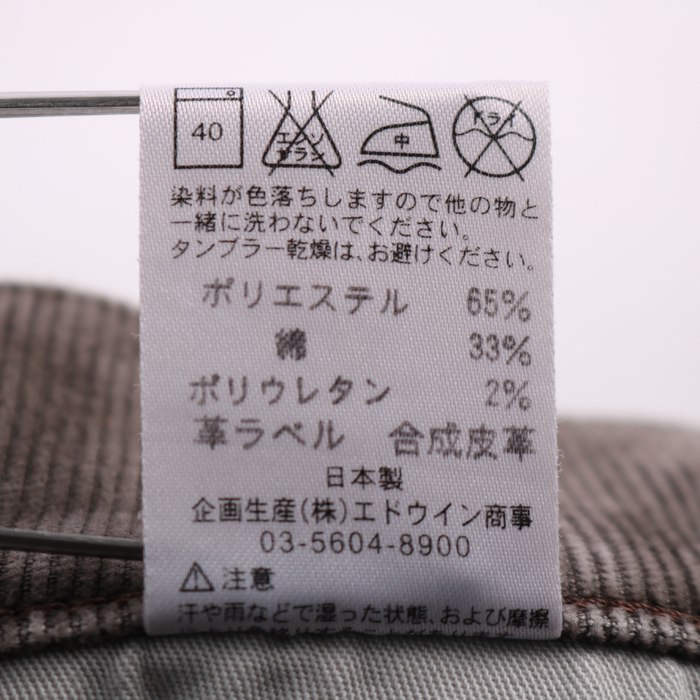 40 エンソ サラシ 中 ドライ
染料が色落ちしますので他の物と
一緒に洗わないでください。
タンブラー乾燥は、お避けください。
ポリエステル 65%
綿 33%
ポリウレタン 2%
革ラベル 合成皮革
日本製
企画生産(株)エドウイン商事
03-5604-8900
注意
汗や雨などで湿った状態、および摩擦